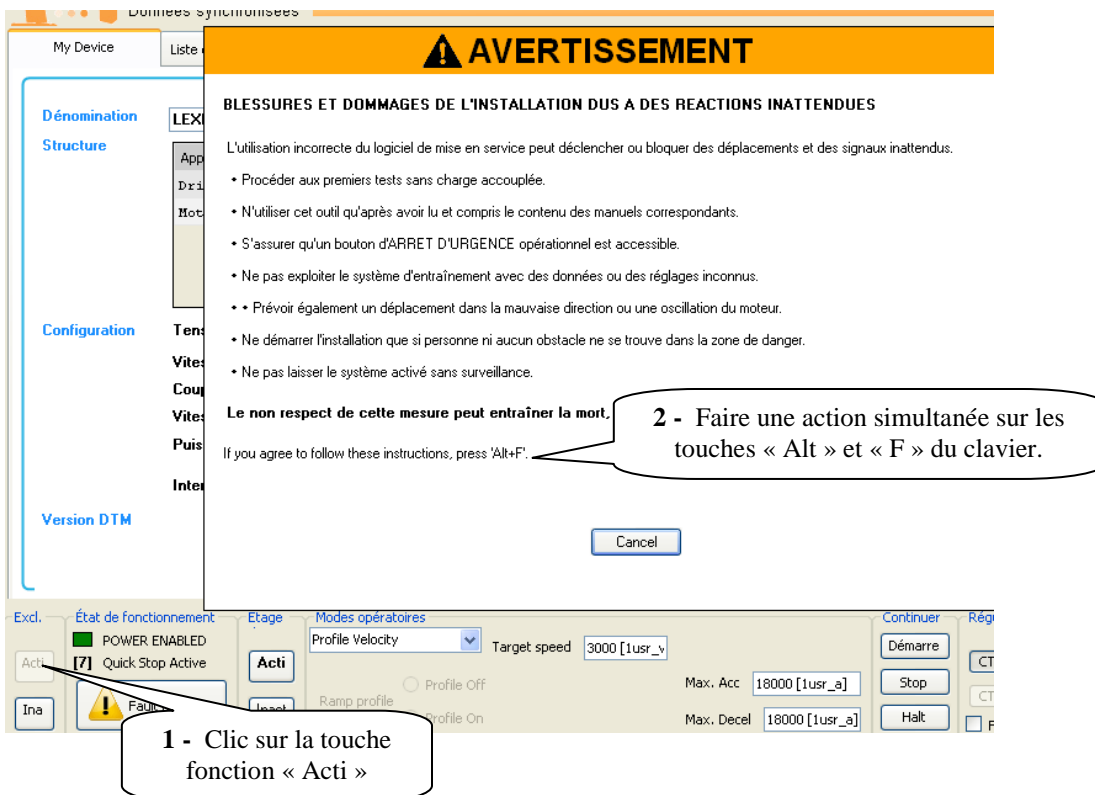 Données synchronisées
My Device
Liste
AVERTISSEMENT
BLESSURES ET DOMMAGES DE L'INSTALLATION DUS A DES REACTIONS INATTENDUES
Dénomination
LEX
Structure
L'utilisation incorrecte du logiciel de mise en service peut déclencher ou bloquer des déplacements et des signaux inattendus.
App
• Procéder aux premiers tests sans charge accouplée.
Dri
• N'utiliser cet outil qu'après avoir lu et compris le contenu des manuels correspondants.
Mot
• S'assurer qu'un bouton d'ARRET D'URGENCE opérationnel est accessible.
• Ne pas exploiter le système d'entraînement avec des données ou des réglages inconnus.
• • Prévoir également un déplacement dans la mauvaise direction ou une oscillation du moteur.
Configuration
Tens
• Ne démarrer l'installation que si personne ni aucun obstacle ne se trouve dans la zone de danger.
Vites
• Ne pas laisser le système activé sans surveillance.
Coup
Vites
Le non respect de cette mesure peut entraîner la mort,
Puis
If you agree to follow these instructions, press 'Alt+F'.
Inter
2 - Faire une action simultanée sur les
touches « Alt » et « F » du clavier.
Version DTM
Cancel
Excl.
État de fonctionnement
Etage
Modes opératoires
Continuer
Régu
POWER ENABLED
Profile Velocity
Target speed
3000 [1usr_v
Démarre
Acti
[7] Quick Stop Active
Acti
CT
Profile Off
Max. Acc
18000 [1usr_a]
Stop
CT
Ina
Fault
Inact
Ramp profile
Profile On
Max. Decel
18000 [1usr_a]
Halt
F
1 - Clic sur la touche
fonction « Acti »